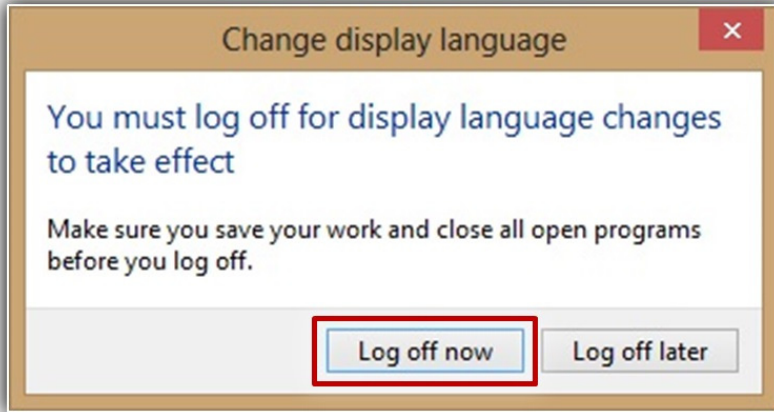 Change display language
You must log off for display language changes
to take effect
Make sure you save your work and close all open programs
before you log off.
Log off now
Log off later